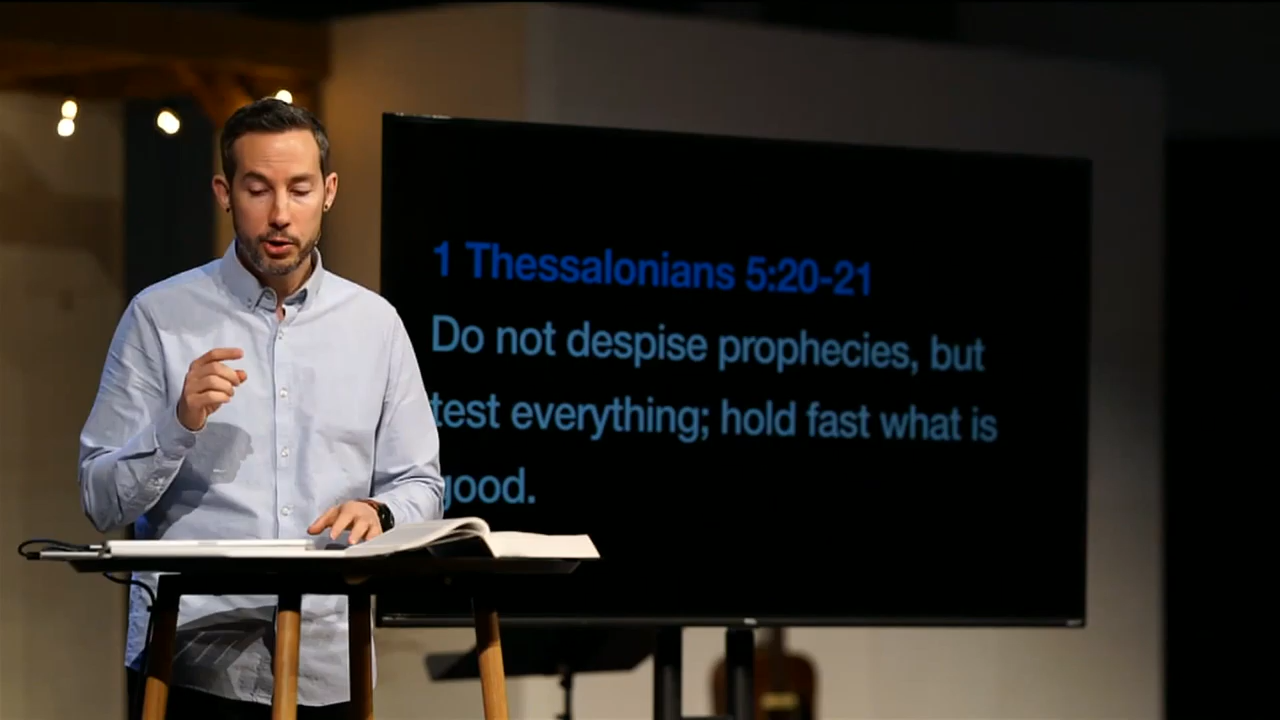 1 Thessalonians 5:20-21
Do not despise prophecies, but
test everything; hold fast what is
good.